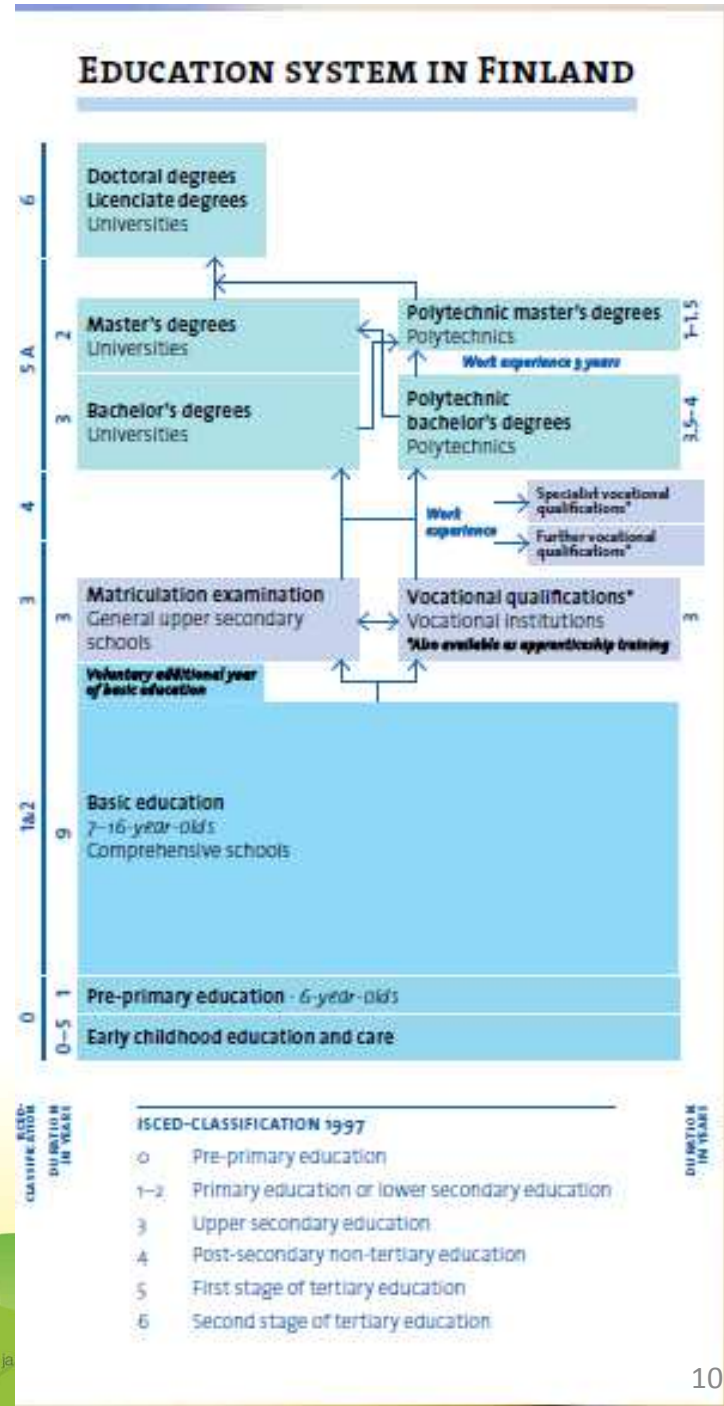 EDUCATION SYSTEM IN FINLAND
6
Doctoral degrees
Licentiate degrees
Universities
5 A
2
Master's degrees
Universities
Polytechnic master's degrees
Polytechnics
1–1.5
Work experience 3 years
3
Bachelor's degrees
Universities
Polytechnic
bachelor's degrees
Polytechnics
3.5–4
4
Work
experience
Specialist vocational
qualifications*
Further vocational
qualifications*
3
3
Matriculation examination
General upper secondary
schools
Vocational qualifications*
Vocational institutions
*Also available as apprenticeship training
3
Voluntary additional year
of basic education
1&2
9
Basic education
7–16-year-olds
Comprehensive schools
0
1
Pre-primary education - 6-year-olds
0–5
Early childhood education and care
ISCED-
CLASSIFICATION
DURATION
IN YEARS
DURATION
IN YEARS
ISCED-CLASSIFICATION 1997
0 Pre-primary education
1–2 Primary education or lower secondary education
3 Upper secondary education
4 Post-secondary non-tertiary education
5 First stage of tertiary education
6 Second stage of tertiary education
ja
10